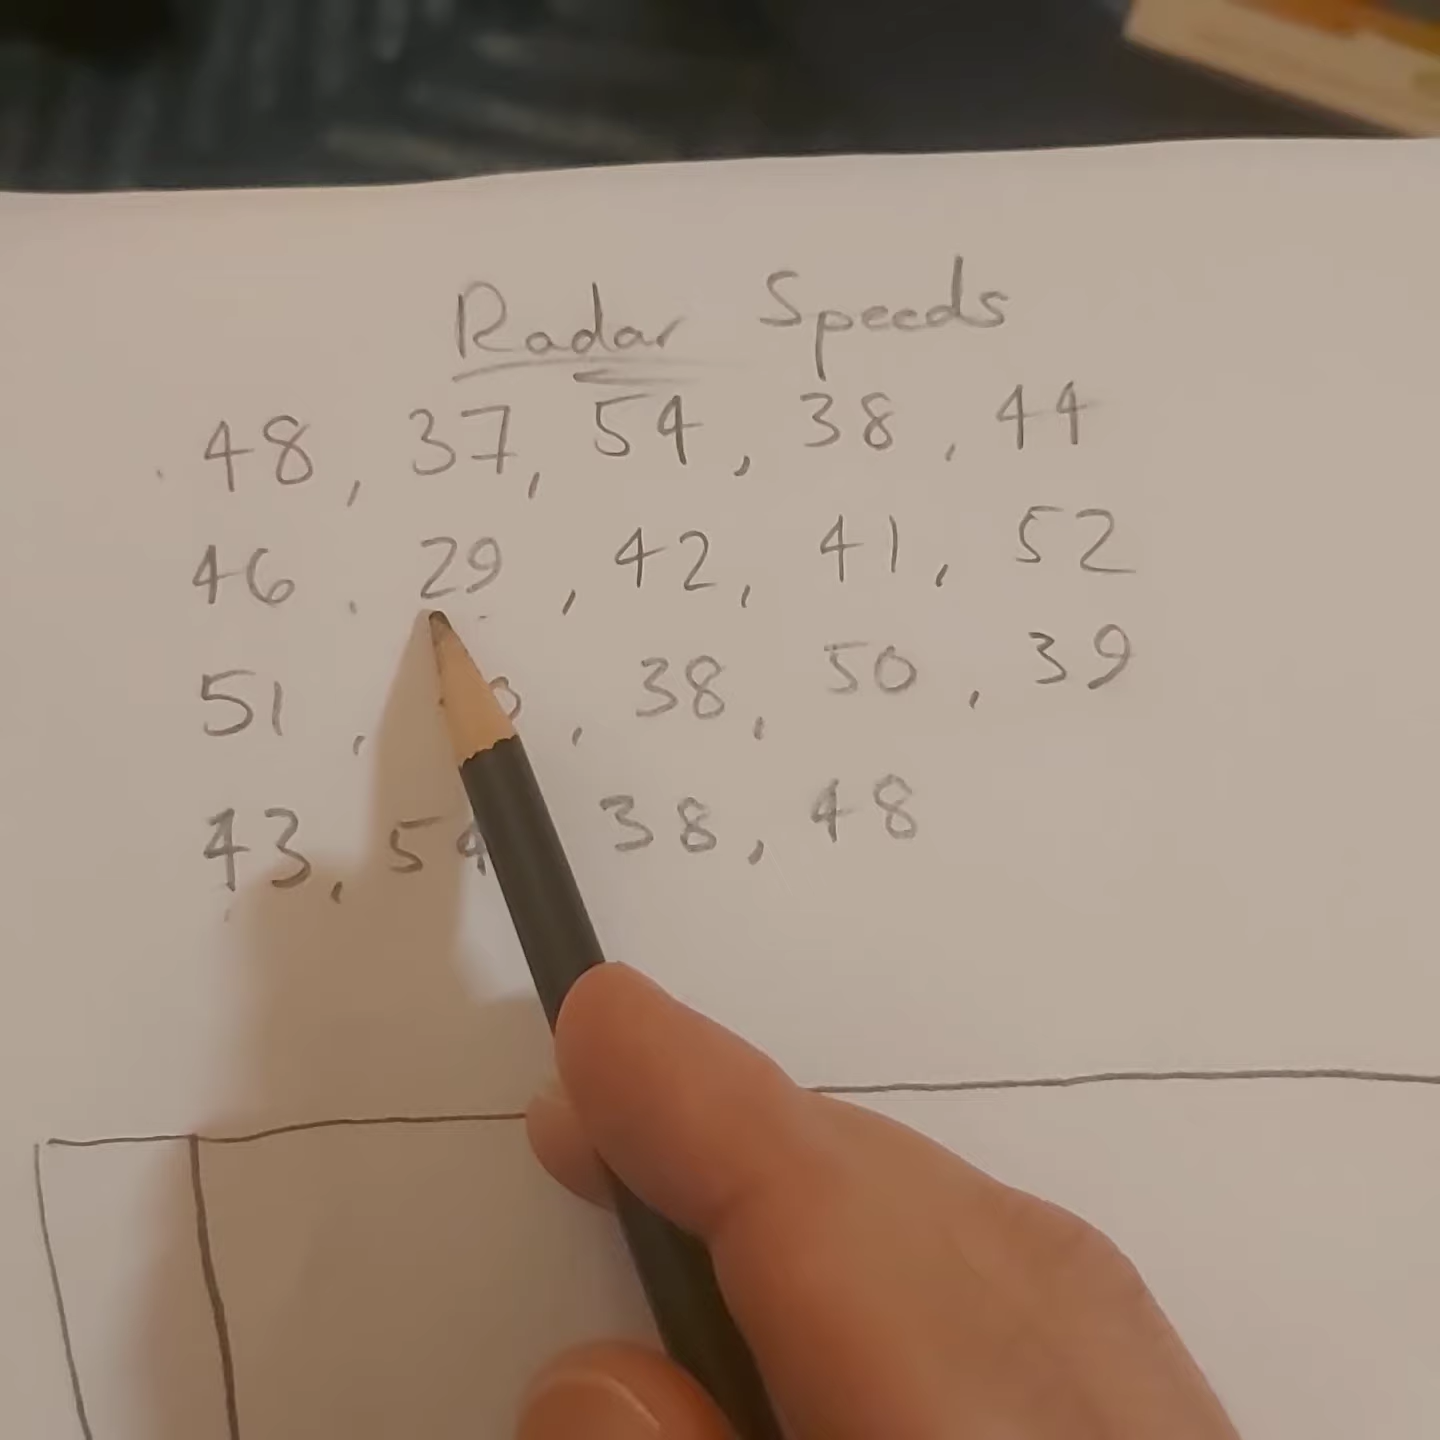 Radar Speeds
48, 37, 54, 38, 44
46, 29, 42, 41, 52
51, , 38, 50, 39
43, 54 38, 48